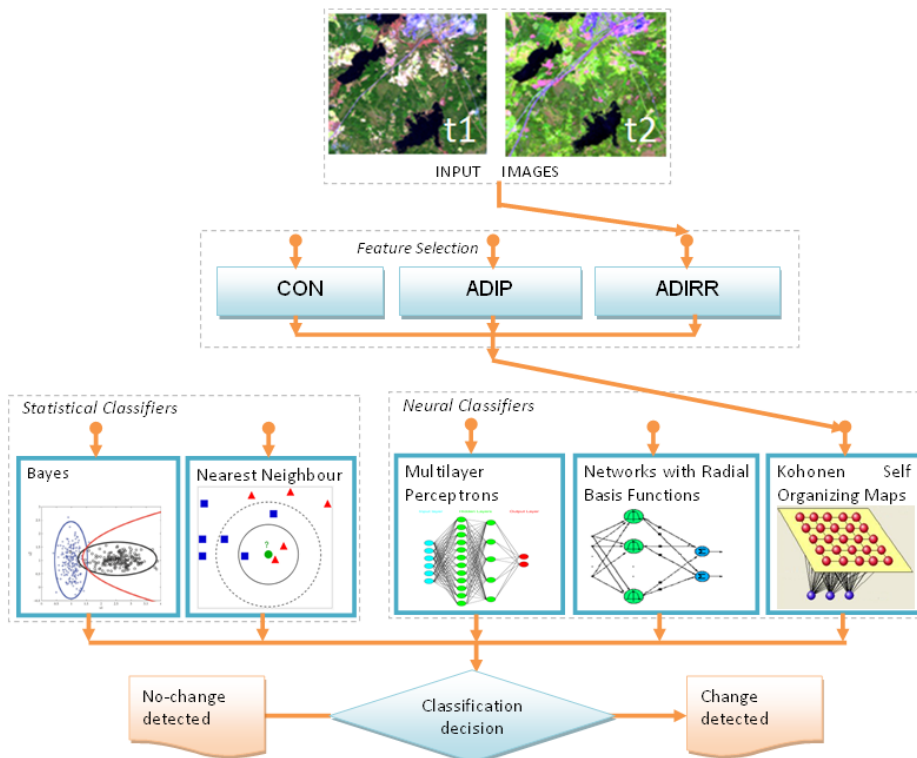 t1
t2
INPUT IMAGES
Feature Selection
CON
ADIP
ADIRR
Statistical Classifiers
Neural Classifiers
Bayes
Nearest Neighbour
?
Multilayer
Perceptrons
Networks with Radial
Basis Functions
Kohonen Self
Organizing Maps
No-change
detected
Classification
decision
Change
detected